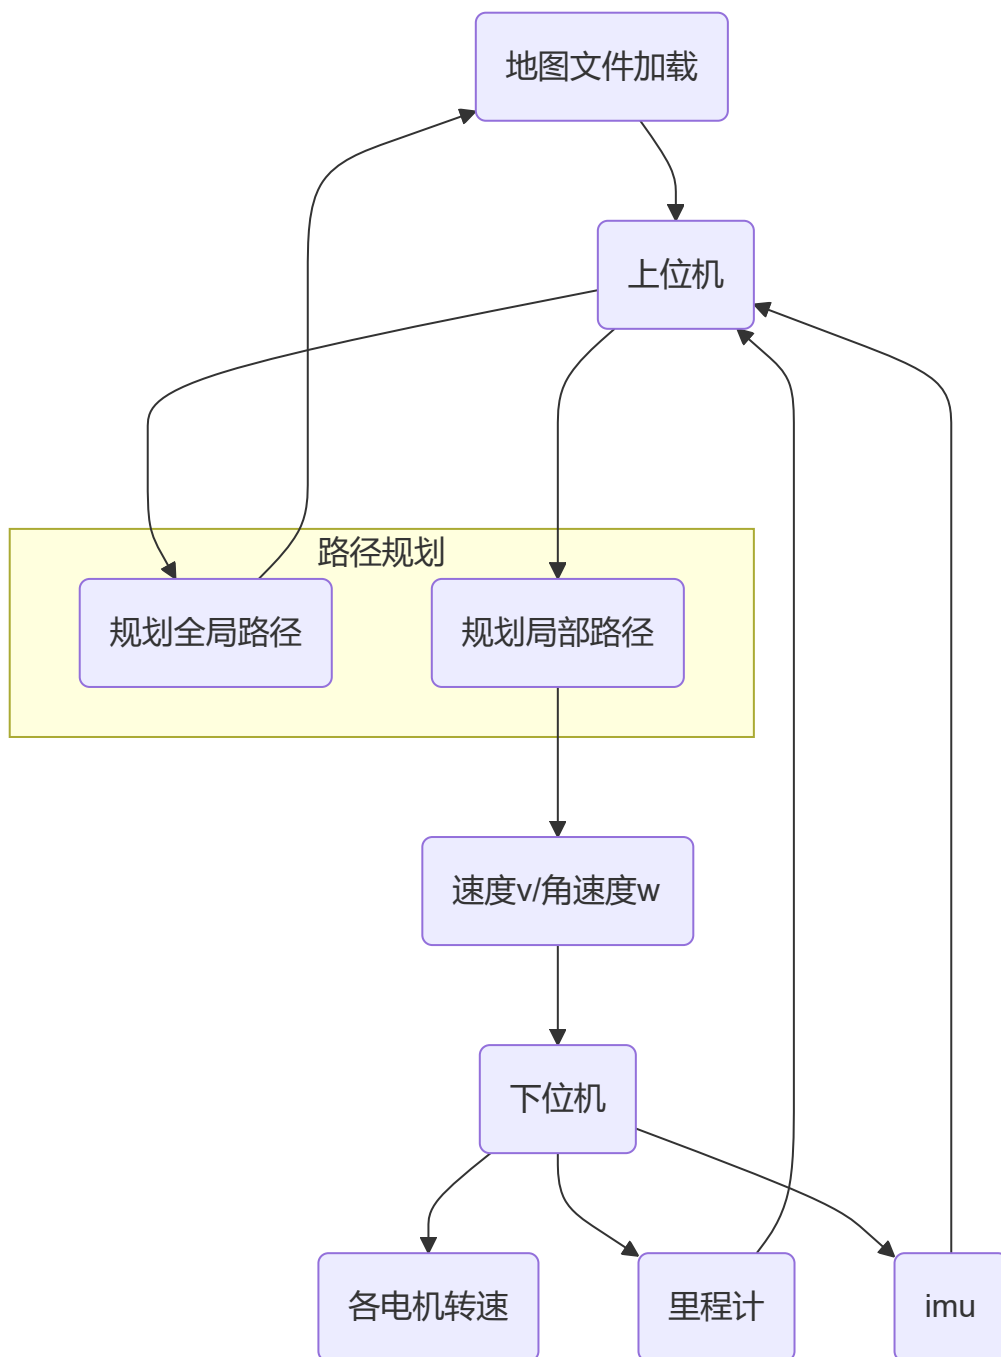 地图文件加载
上位机
路径规划
规划全局路径
规划局部路径
速度v/角速度w
下位机
各电机转速
里程计
imu